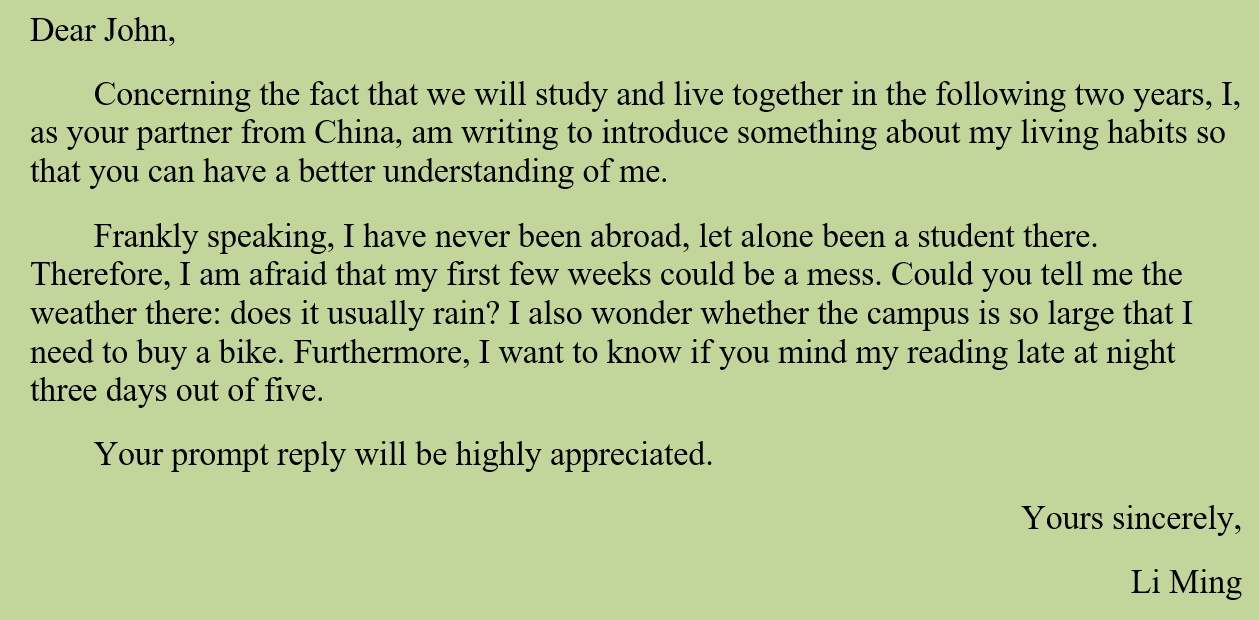 Dear John,
Concerning the fact that we will study and live together in the following two years, I,
as your partner from China, am writing to introduce something about my living habits so
that you can have a better understanding of me.
Frankly speaking, I have never been abroad, let alone been a student there.
Therefore, I am afraid that my first few weeks could be a mess. Could you tell me the
weather there: does it usually rain? I also wonder whether the campus is so large that I
need to buy a bike. Furthermore, I want to know if you mind my reading late at night
three days out of five.
Your prompt reply will be highly appreciated.
Yours sincerely,
Li Ming